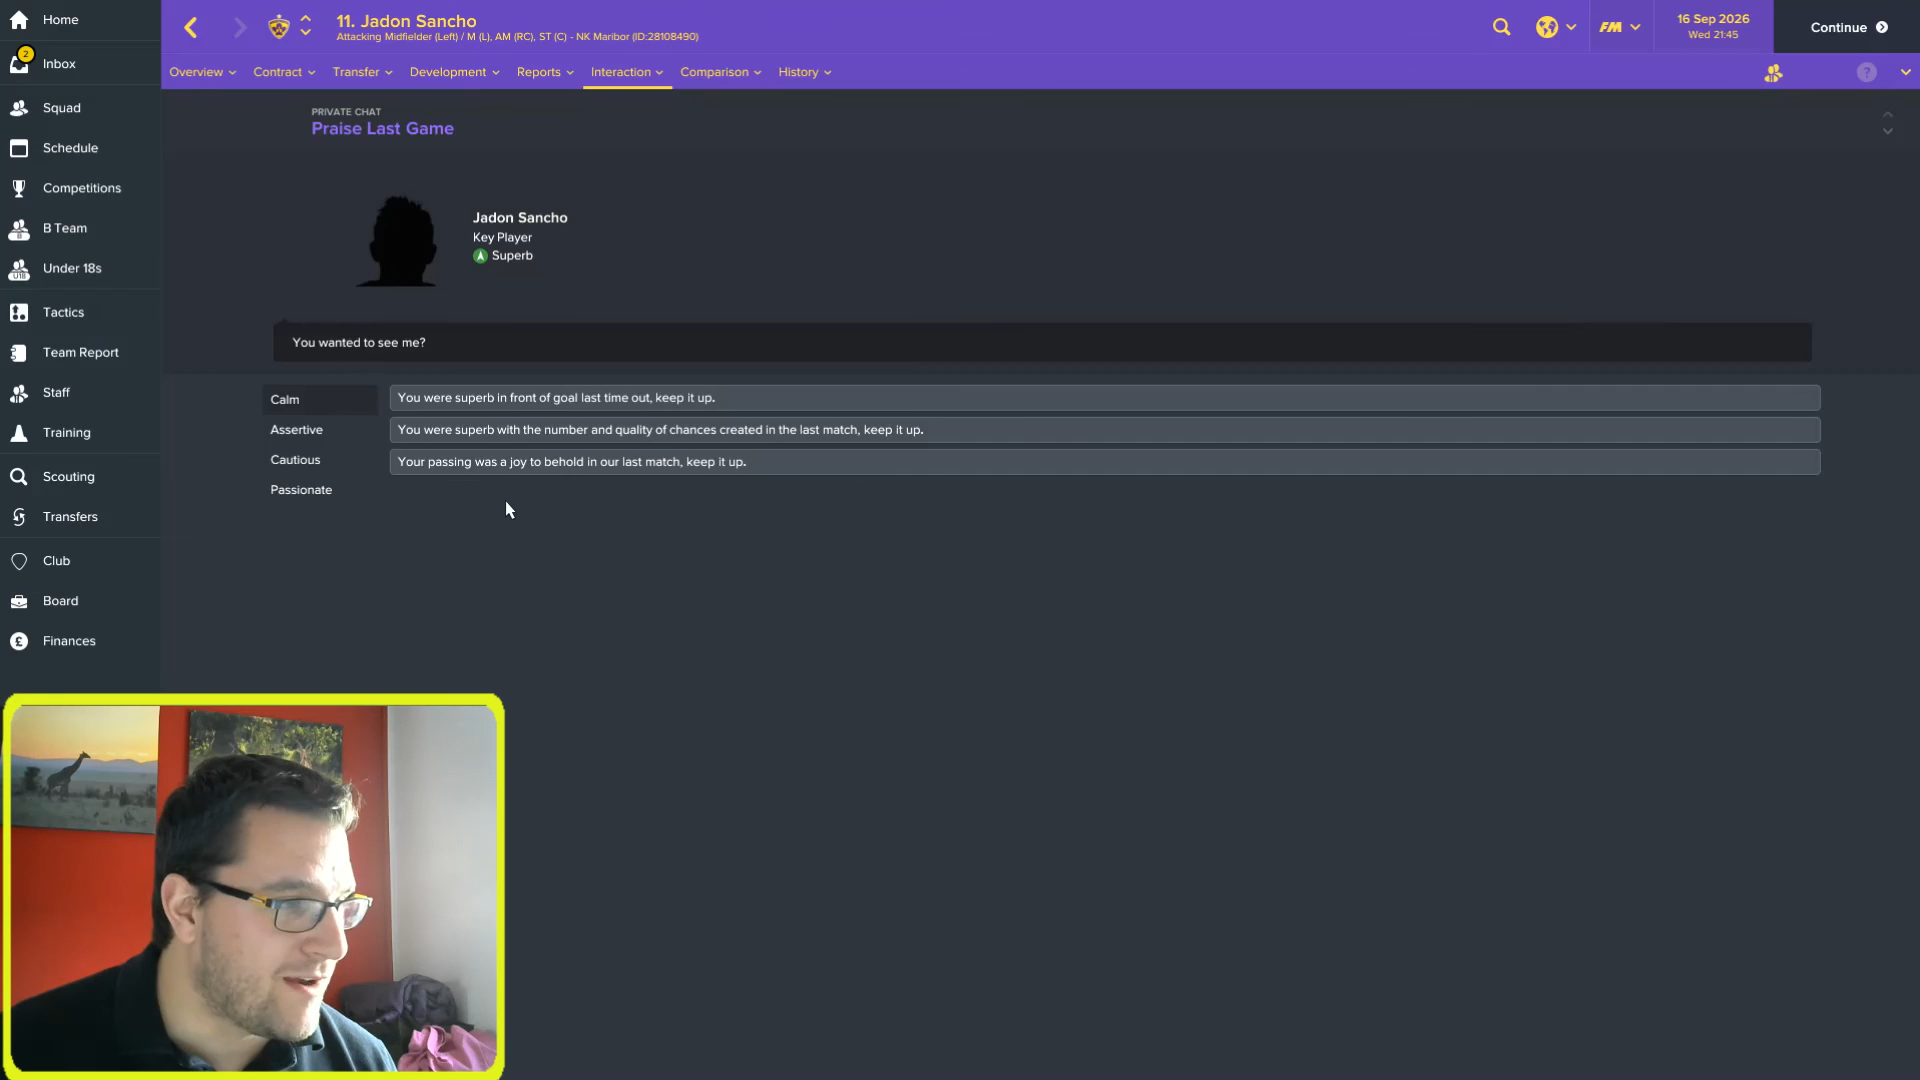 Home
2
Inbox
Squad
Schedule
Competitions
B Team
Under 18s
Tactics
Team Report
Staff
Training
Scouting
Transfers
Club
Board
£
Finances
11. Jadon Sancho
Attacking Midfielder (Left) / M (L), AM (RC), ST (C) - NK Maribor (ID:28108490)
FM
16 Sep 2026
Wed 21:45
Continue
Overview
Contract
Transfer
Development
Reports
Interaction
Comparison
History
?
PRIVATE CHAT
Praise Last Game
Jadon Sancho
Key Player
Superb
You wanted to see me?
Calm
Assertive
Cautious
Passionate
You were superb in front of goal last time out, keep it up.
You were superb with the number and quality of chances created in the last match, keep it up.
Your passing was a joy to behold in our last match, keep it up.